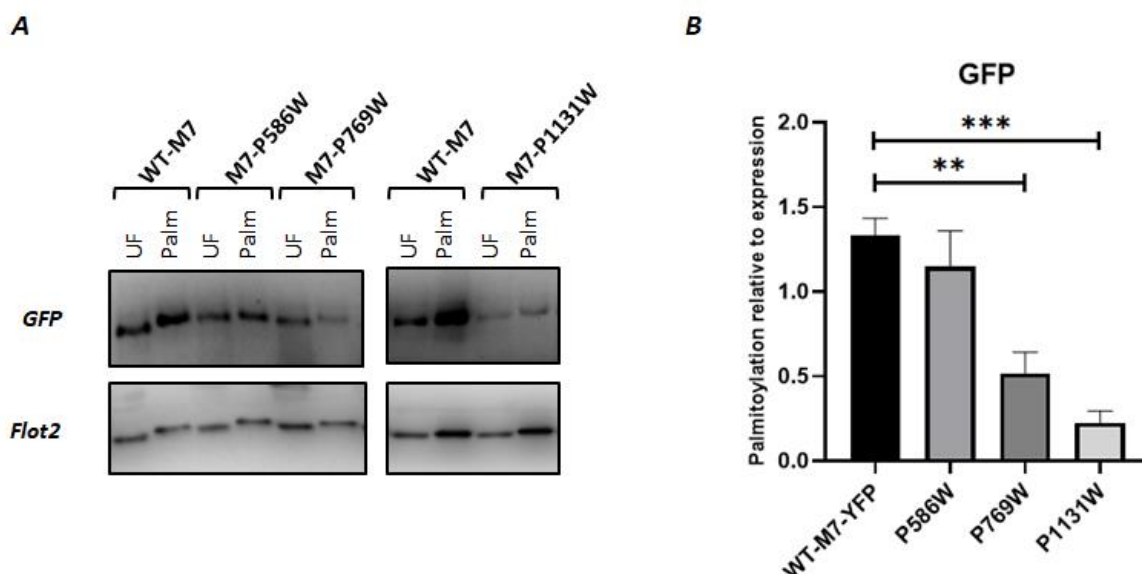 A
WT-M7
M7-P586W
M7-P769W
WT-M7
M7-P1131W
UF
Palm
UF
Palm
UF
Palm
UF
Palm
UF
Palm
GFP
Flot2
B
GFP
***
**
Palmitoylation relative to expression
2.0
1.5
1.0
0.5
0.0
WT-M7-YFP
P586W
P769W
P1131W